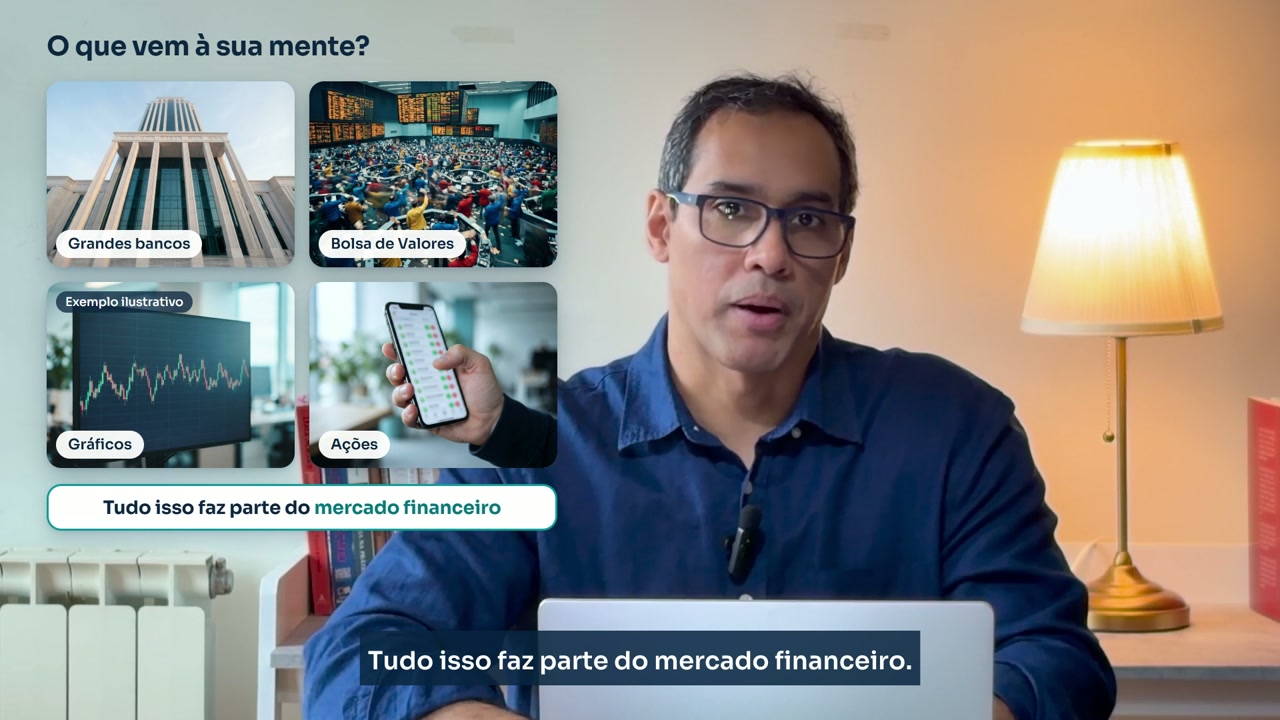 O que vem à sua mente?
Grandes bancos
Bolsa de Valores
Exemplo ilustrativo
Gráficos
Ações
Tudo isso faz parte do mercado financeiro
Tudo isso faz parte do mercado financeiro.